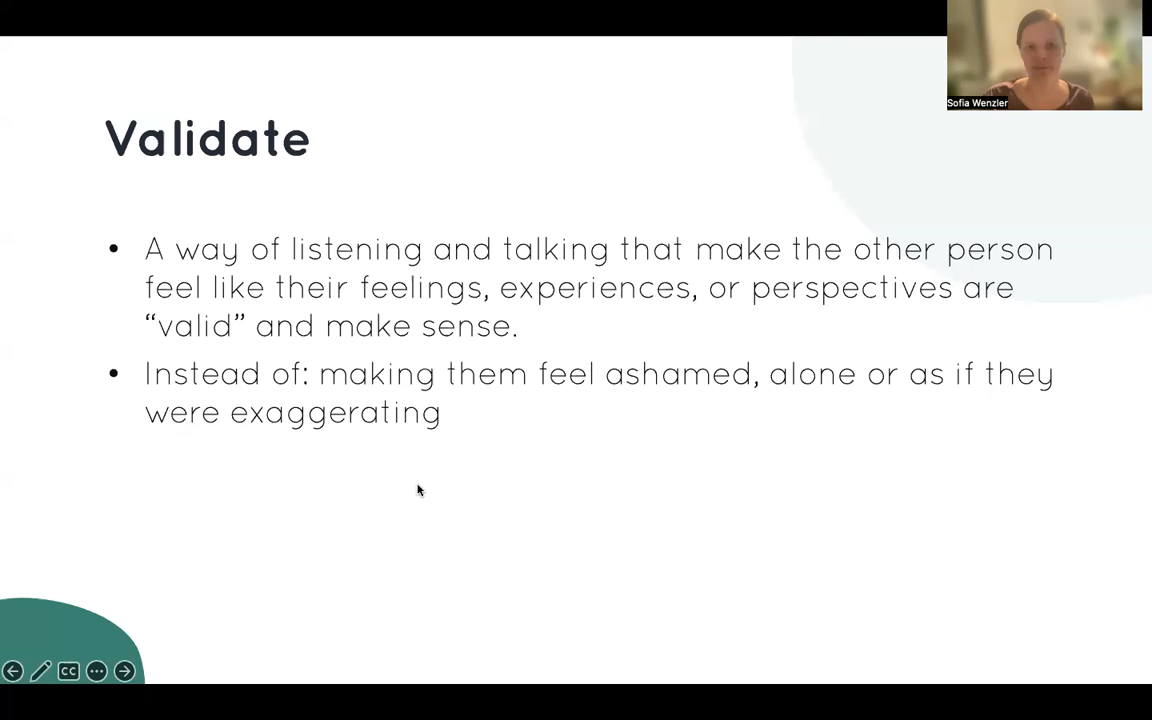 Sofia Wenzler
Validate
• A way of listening and talking that make the other person
feel like their feelings, experiences, or perspectives are
“valid” and make sense.
• Instead of: making them feel ashamed, alone or as if they
were exaggerating
CC